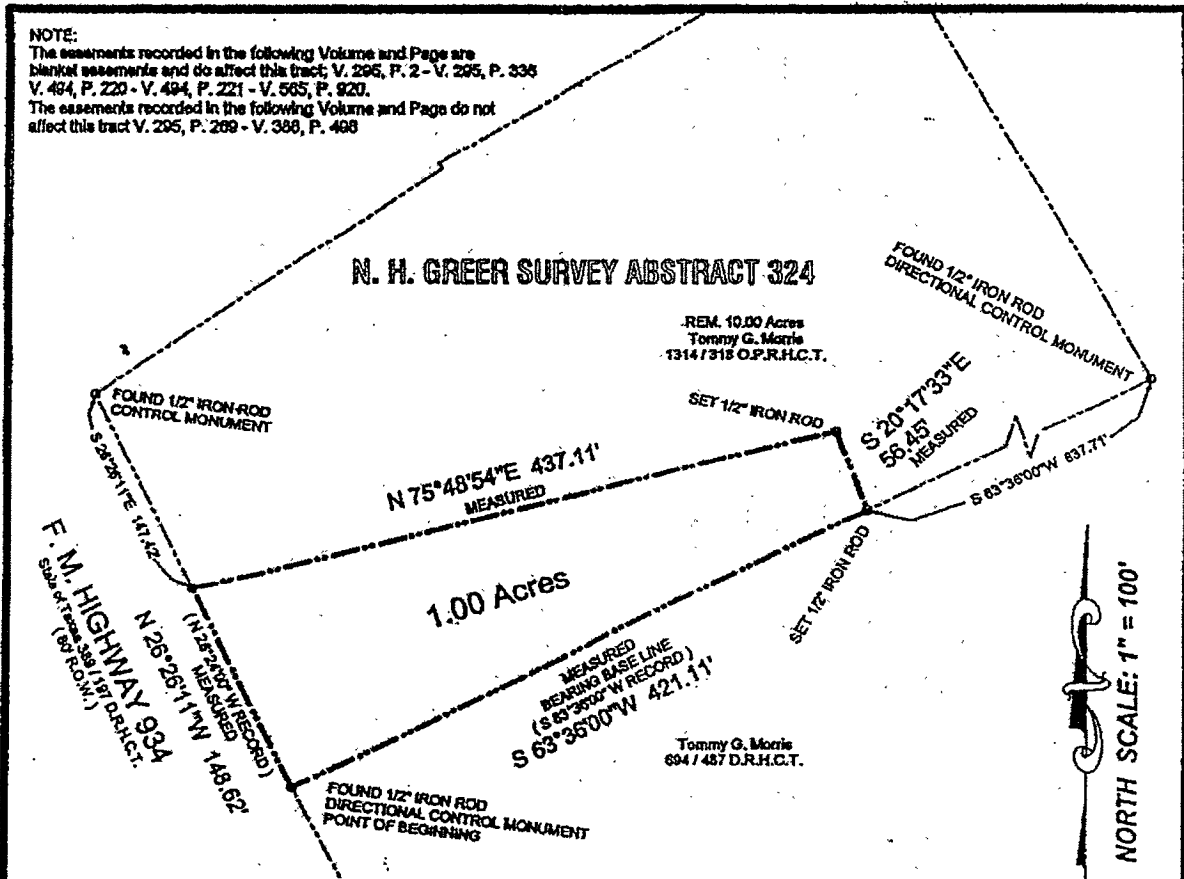 NOTE:
The easements recorded in the following Volume and Page are
blanket easements and do affect this tract; V. 295, P. 2 - V. 295, P. 336
V. 494, P. 220 - V. 494, P. 221 - V. 565, P. 920.
The easements recorded in the following Volume and Page do not
affect this tract V. 295, P. 269 - V. 388, P. 498
N. H. GREER SURVEY ABSTRACT 324
REM. 10.00 Acres
Tommy G. Morris
1314 / 318 O.P.R.H.C.T.
FOUND 1/2" IRON ROD
DIRECTIONAL CONTROL MONUMENT
FOUND 1/2" IRON ROD
CONTROL MONUMENT
SET 1/2" IRON ROD
S 20°17'33"E
56.45'
MEASURED
S 26°26'11"E 147.42'
N 75°48'54"E 437.11'
MEASURED
S 63°36'00"W 637.71'
1.00 Acres
SET 1/2" IRON ROD
F. M. HIGHWAY 934
State of Texas 389 / 197 D.R.H.C.T.
( 80' R.O.W. )
( N 26°24'00" W RECORD )
MEASURED
N 26°26'11"W 148.62'
MEASURED
BEARING BASE LINE
( S 63°36'00" W RECORD )
S 63°36'00"W 421.11'
Tommy G. Morris
694 / 487 D.R.H.C.T.
FOUND 1/2" IRON ROD
DIRECTIONAL CONTROL MONUMENT
POINT OF BEGINNING
NORTH SCALE: 1" = 100'